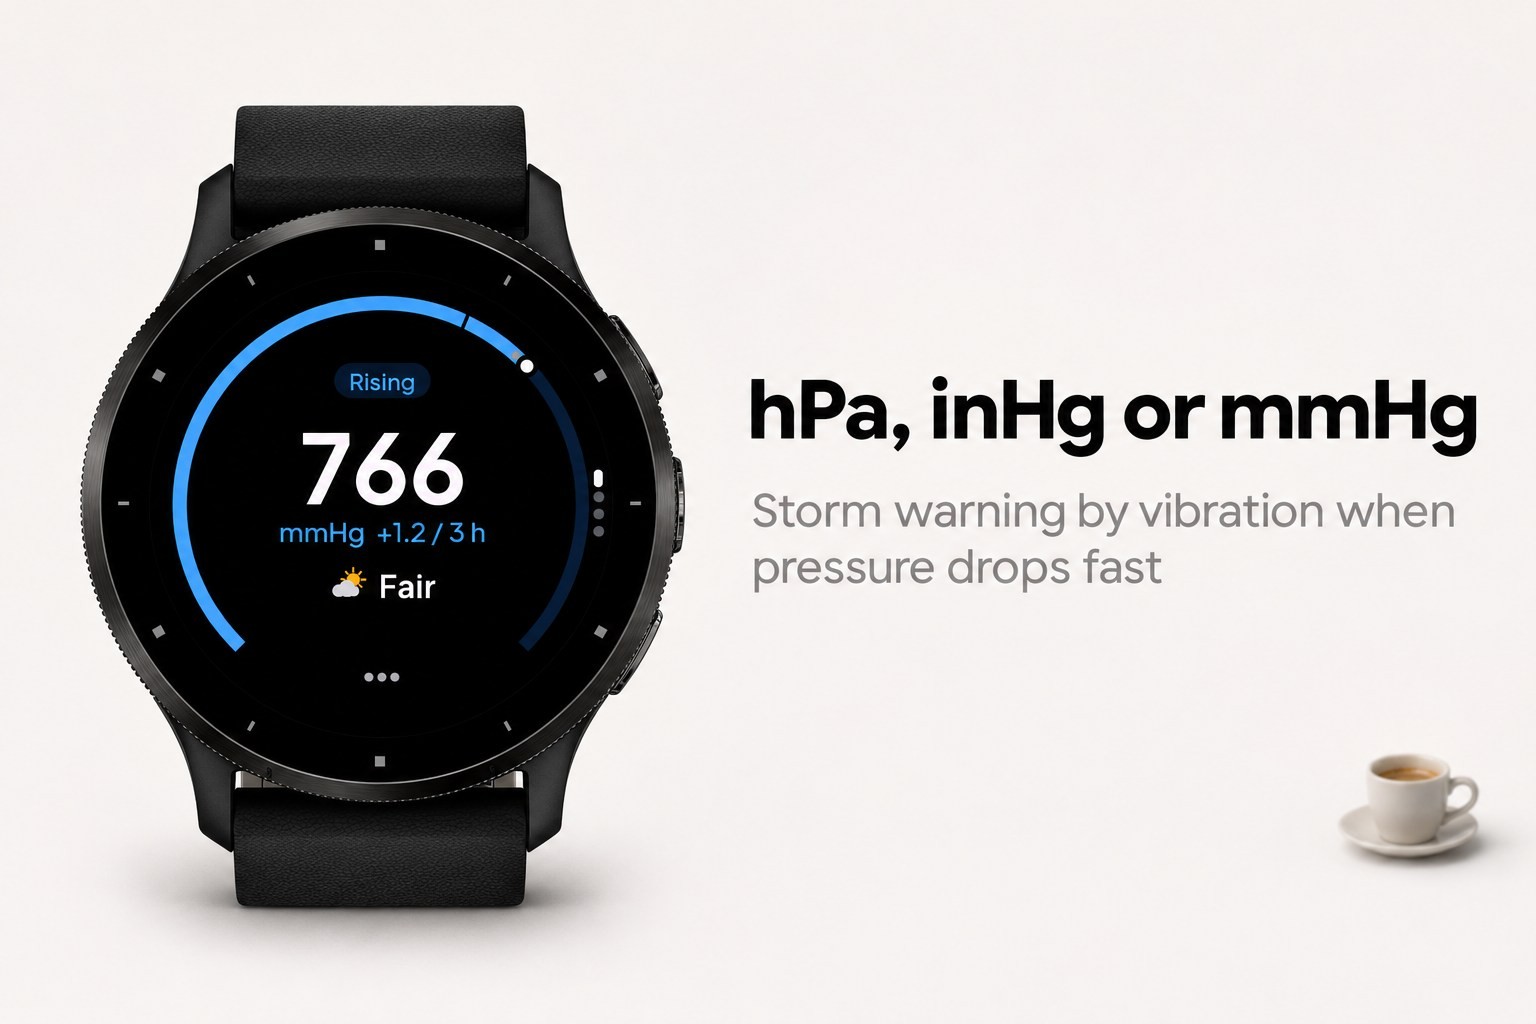 Rising
766
mmHg +1.2 / 3 h
Fair
hPa, inHg or mmHg
Storm warning by vibration when
pressure drops fast